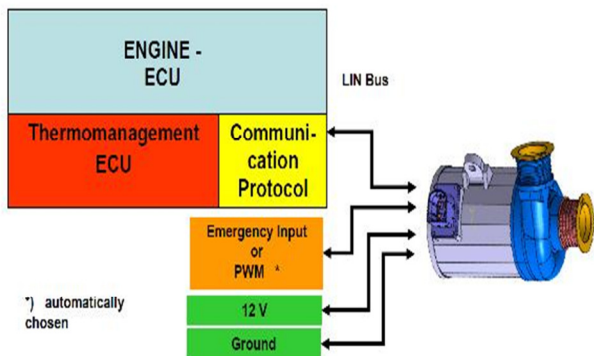 ENGINE -
ECU
LIN Bus
Thermomanagement
ECU
Communi-
cation
Protocol
Emergency Input
or
PWM *
*) automatically
chosen
12 V
Ground